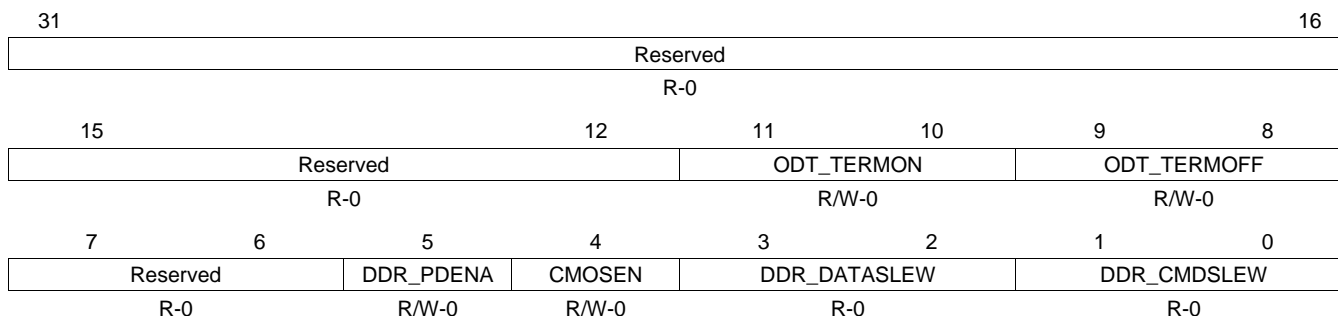 31 16
Reserved
R-0
15 12 11 10 9 8
Reserved ODT_TERMON ODT_TERMOFF
R-0 R/W-0 R/W-0
7 6 5 4 3 2 1 0
Reserved DDR_PDENA CMOSEN DDR_DATASLEW DDR_CMDSLEW
R-0 R/W-0 R/W-0 R-0 R-0